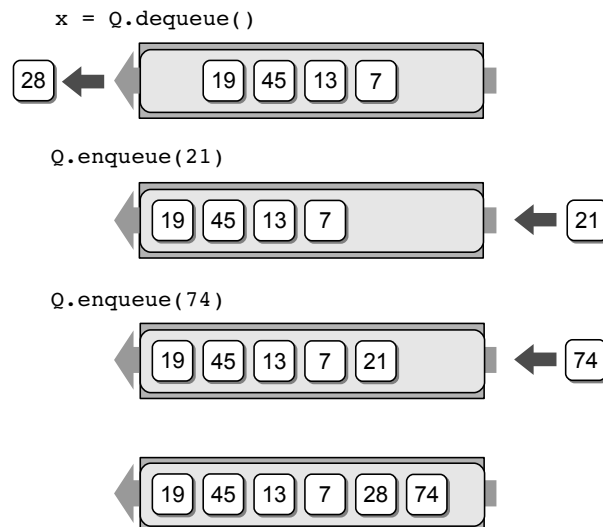 x = Q.dequeue()
28 19 45 13 7
Q.enqueue(21)
19 45 13 7 21
Q.enqueue(74)
19 45 13 7 21 74
19 45 13 7 28 74